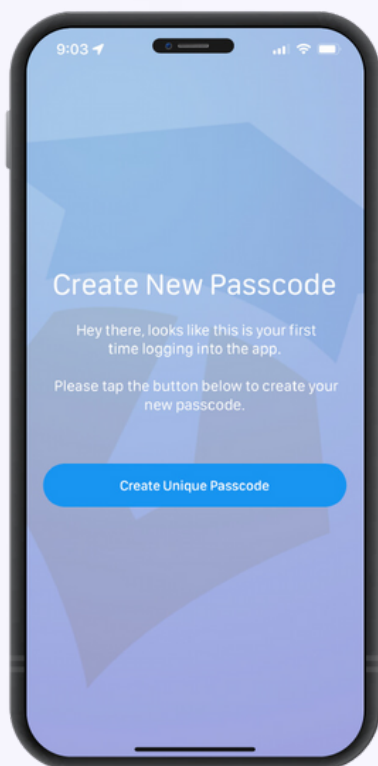 9:03
Create New Passcode
Hey there, looks like this is your first
time logging into the app.
Please tap the button below to create your
new passcode.
Create Unique Passcode